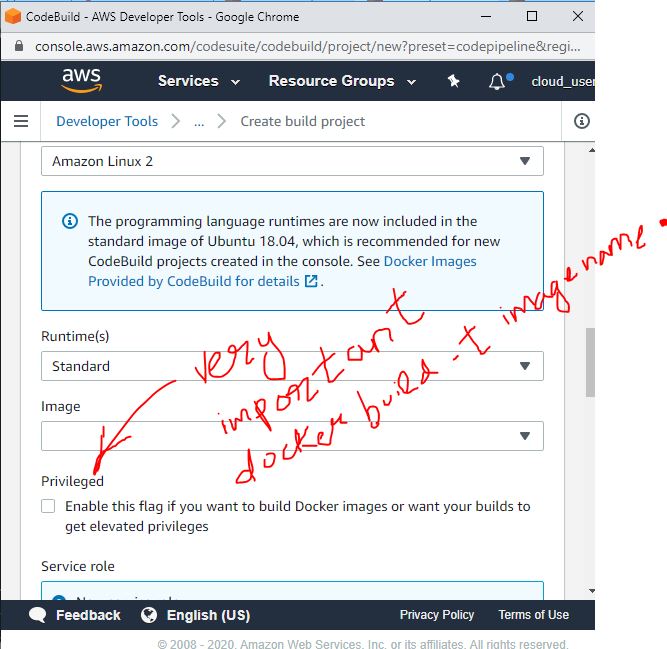 CodeBuild - AWS Developer Tools - Google Chrome
console.aws.amazon.com/codesuite/codebuild/project/new?preset=codepipeline&regi...
aws Services Resource Groups cloud_user
Developer Tools > ... > Create build project
Amazon Linux 2
The programming language runtimes are now included in the
standard image of Ubuntu 18.04, which is recommended for new
CodeBuild projects created in the console. See Docker Images
Provided by CodeBuild for details .
Runtime(s)
Standard
very
important
docker build -t imagename .
Image
Privileged
Enable this flag if you want to build Docker images or want your builds to
get elevated privileges
Service role
New service role
Feedback English (US) Privacy Policy Terms of Use
© 2008 - 2020, Amazon Web Services, Inc. or its affiliates. All rights reserved.